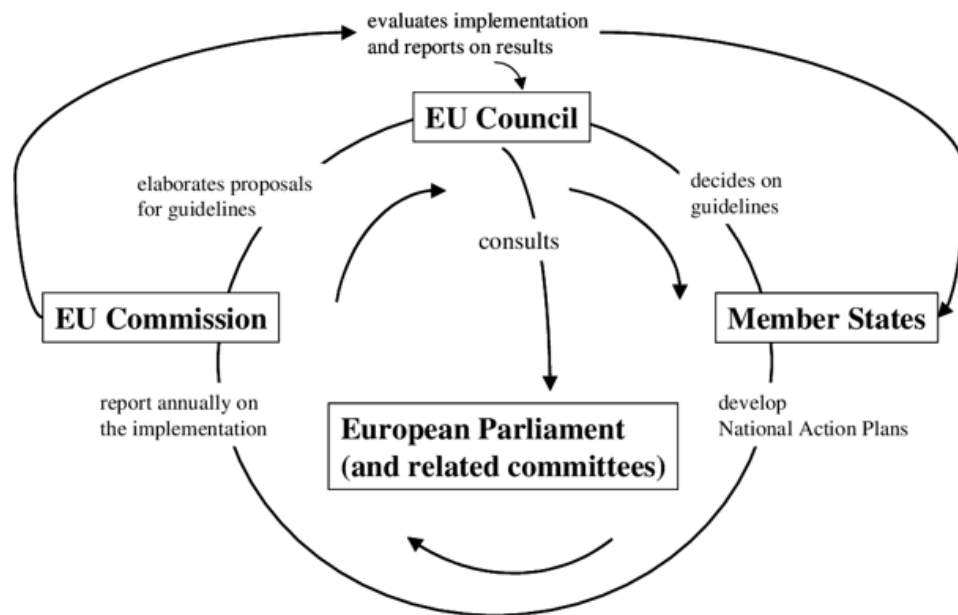 evaluates implementation
and reports on results
EU Council
elaborates proposals
for guidelines
decides on
guidelines
consults
EU Commission
Member States
report annually on
the implementation
European Parliament
(and related committees)
develop
National Action Plans